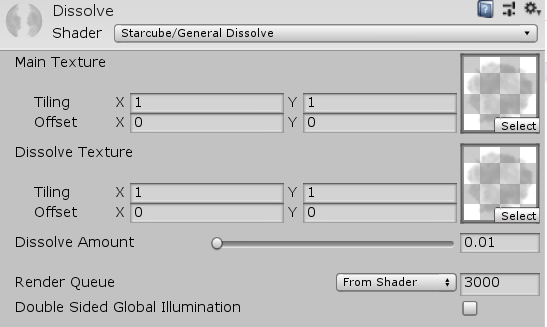 Dissolve
Shader Starcube/General Dissolve
Main Texture
Tiling X 1 Y 1
Offset X 0 Y 0
Select
Dissolve Texture
Tiling X 1 Y 1
Offset X 0 Y 0
Select
Dissolve Amount 0.01
Render Queue From Shader 3000
Double Sided Global Illumination